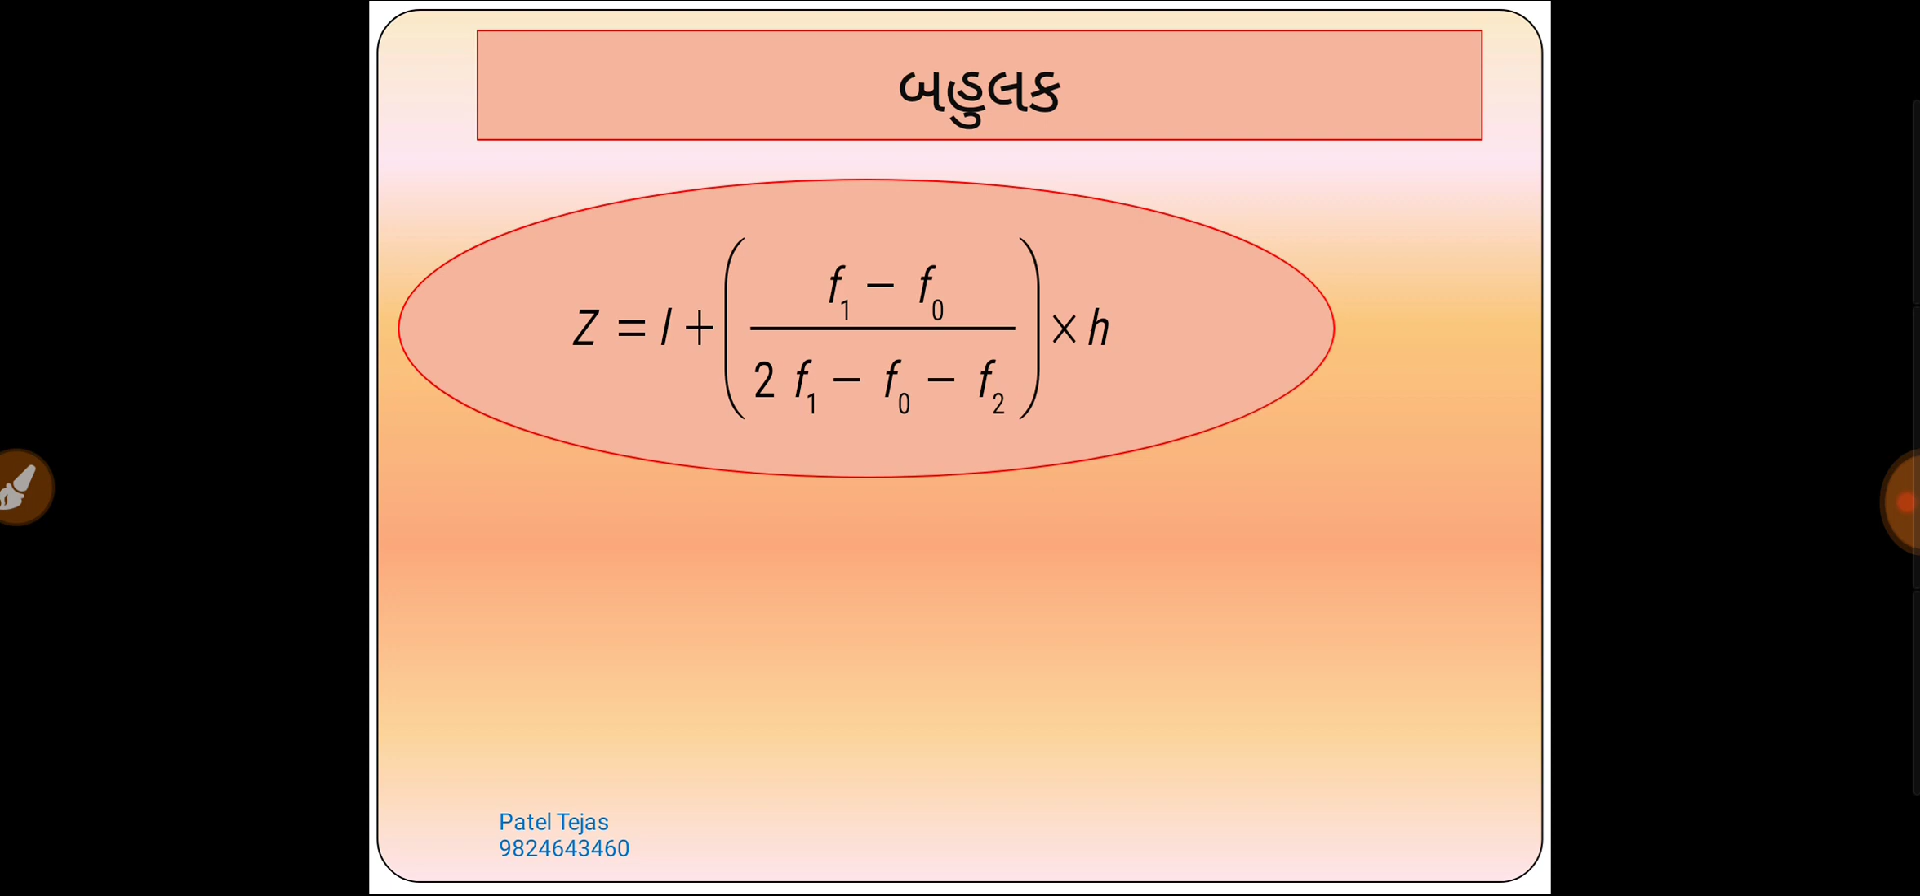 બહુલક
Z = l + ( (f₁ − f₀) / (2 f₁ − f₀ − f₂) ) × h
Patel Tejas
9824643460